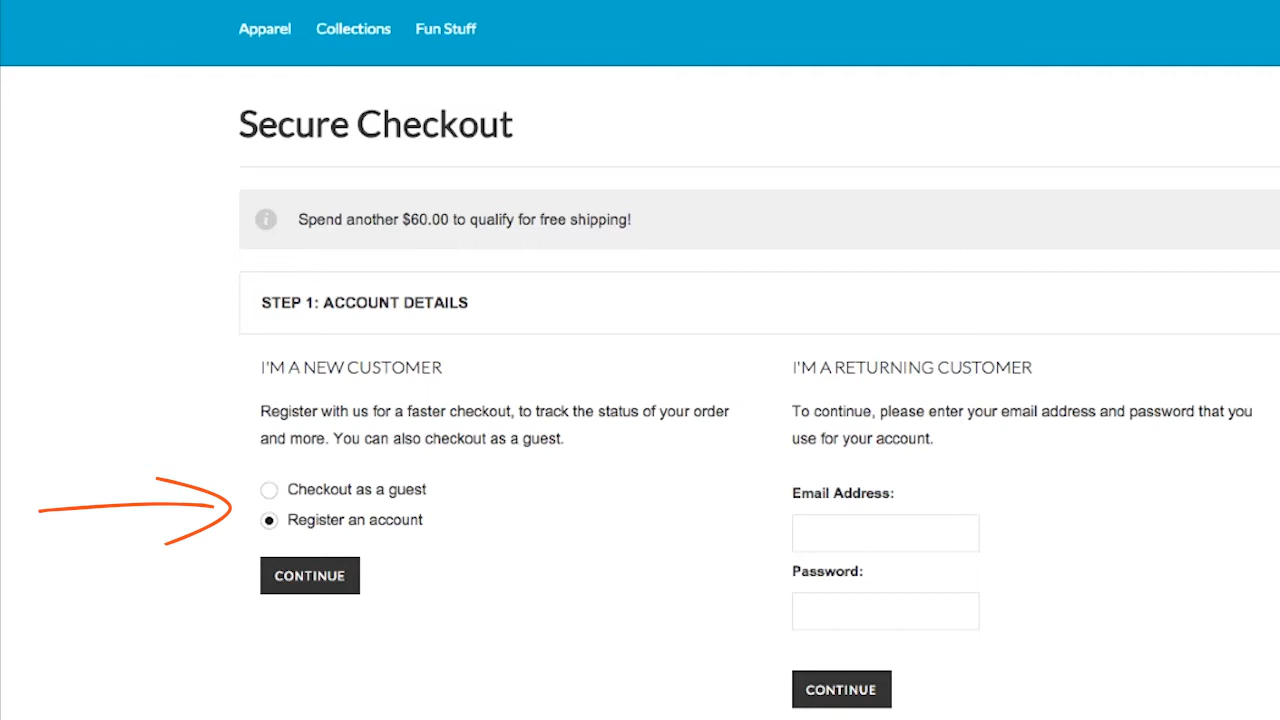 Apparel Collections Fun Stuff
Secure Checkout
Spend another $60.00 to qualify for free shipping!
STEP 1: ACCOUNT DETAILS
I'M A NEW CUSTOMER
Register with us for a faster checkout, to track the status of your order
and more. You can also checkout as a guest.
Checkout as a guest
Register an account
CONTINUE
I'M A RETURNING CUSTOMER
To continue, please enter your email address and password that you
use for your account.
Email Address:
Password:
CONTINUE